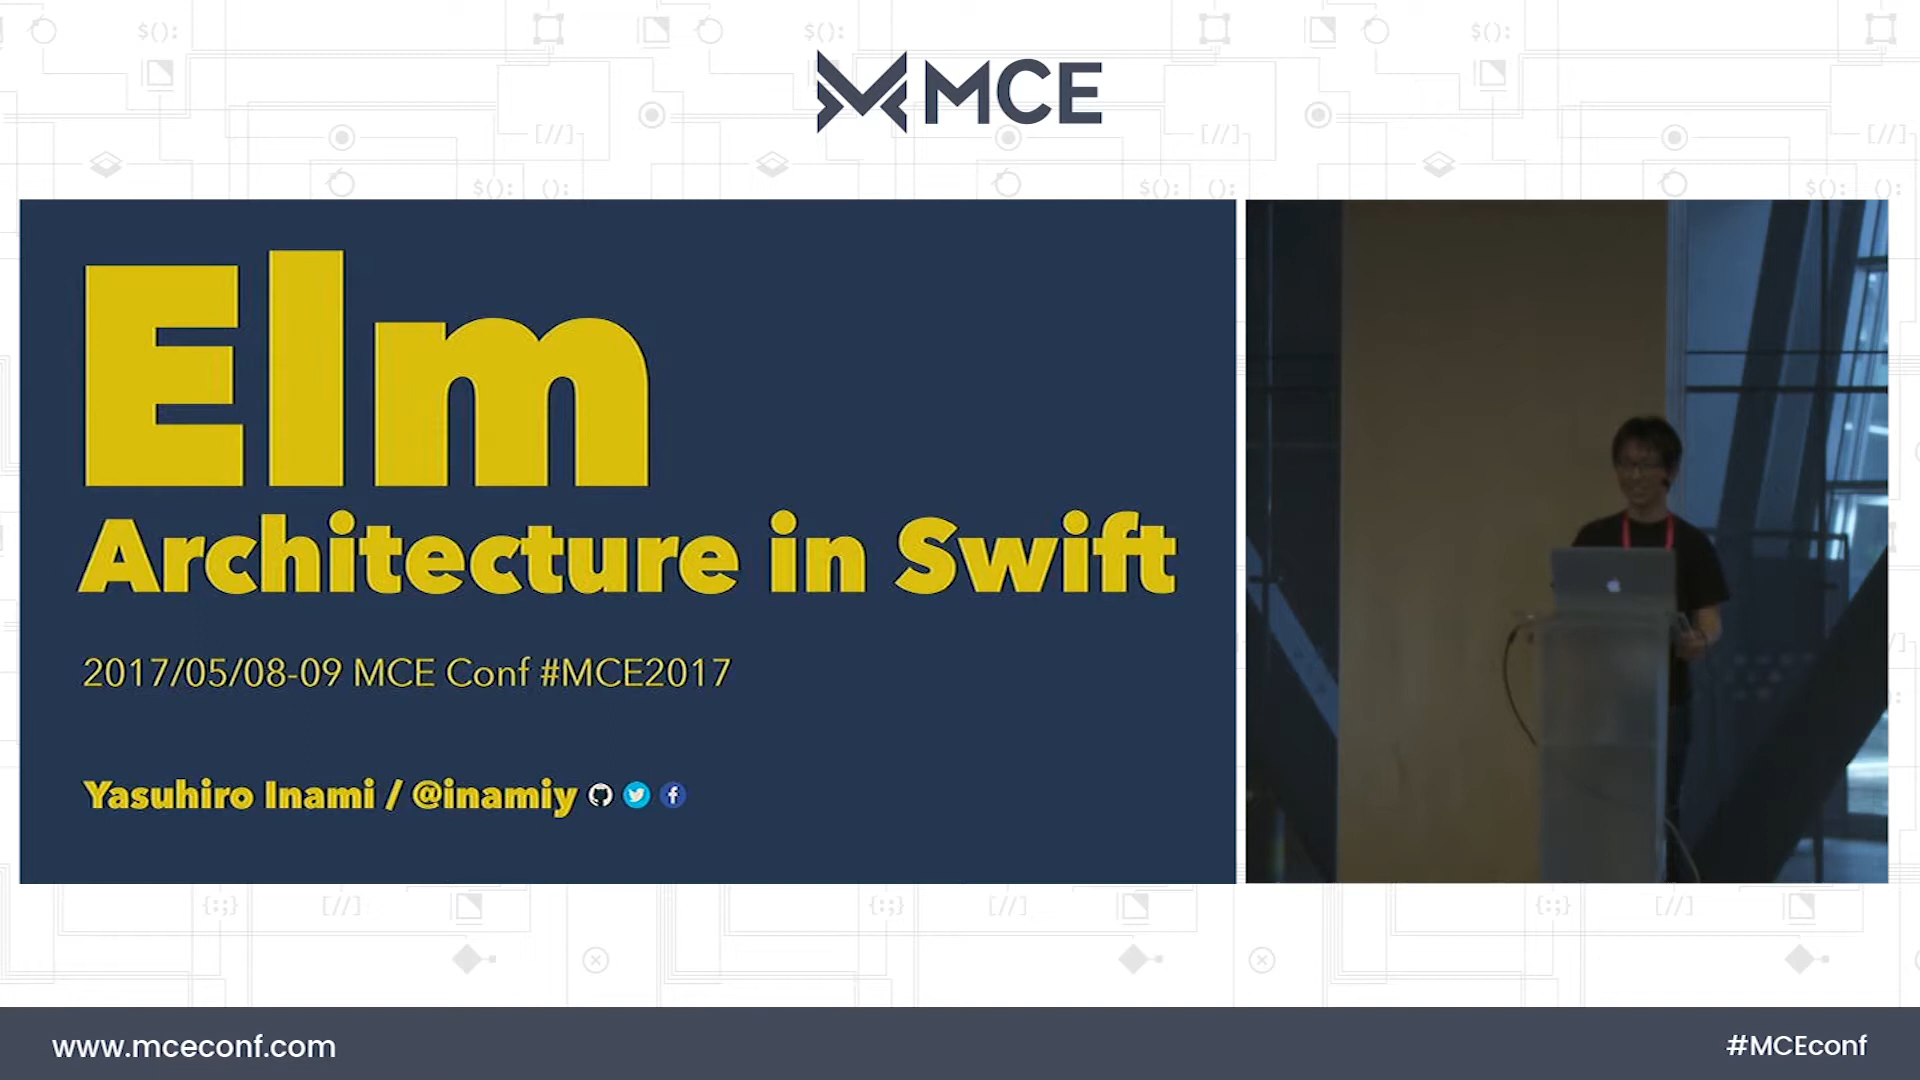 MCE
Elm
Architecture in Swift
2017/05/08-09 MCE Conf #MCE2017
Yasuhiro Inami / @inamiy
www.mceconf.com
#MCEconf